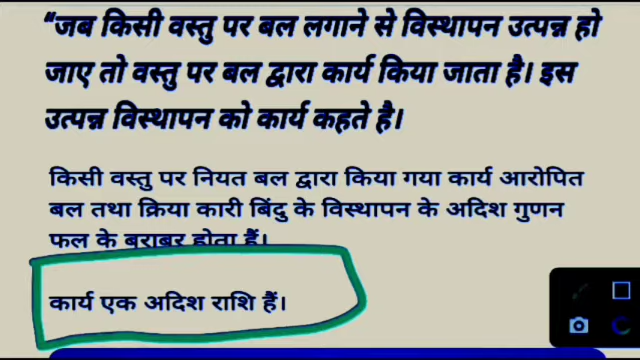 “जब किसी वस्तु पर बल लगाने से विस्थापन उत्पन्न हो
जाए तो वस्तु पर बल द्वारा कार्य किया जाता है। इस
उत्पन्न विस्थापन को कार्य कहते है।
किसी वस्तु पर नियत बल द्वारा किया गया कार्य आरोपित
बल तथा क्रिया कारी बिंदु के विस्थापन के अदिश गुणन
फल के बराबर होता हैं।
कार्य एक अदिश राशि हैं।